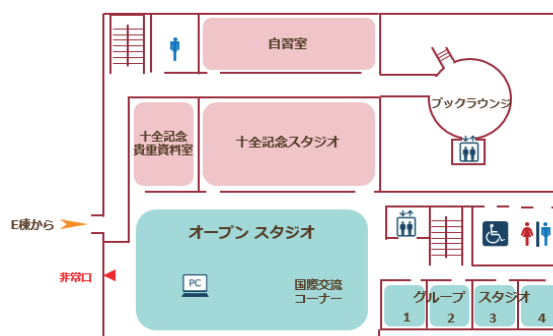 自習室
ブックラウンジ
十全記念
貴重資料室
十全記念スタジオ
E棟から
オープン スタジオ
非常口
PC
国際交流
コーナー
グループ スタジオ
1 2 3 4